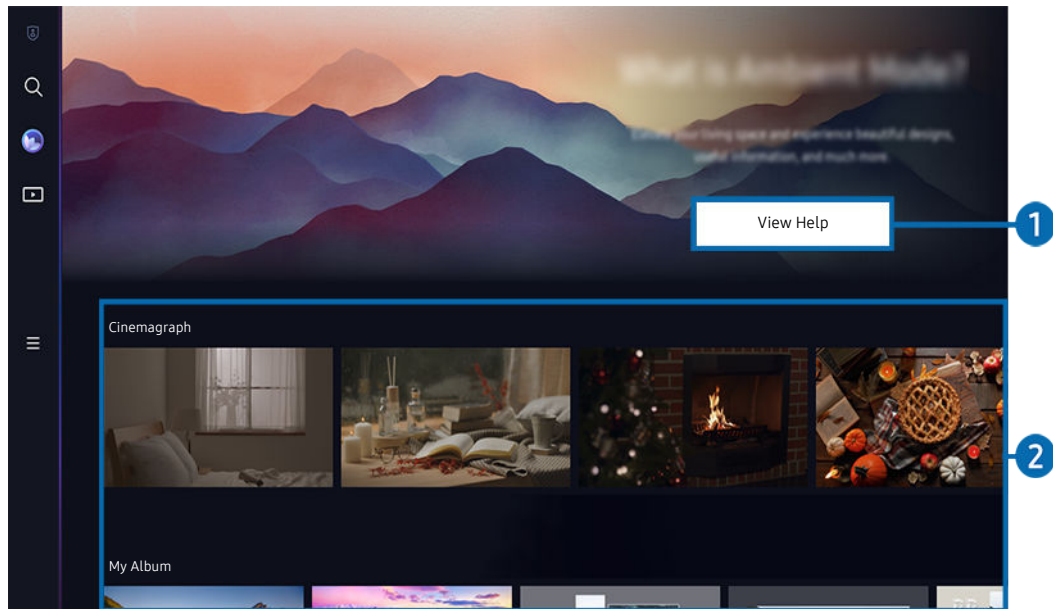 What is Ambient Mode?
your living space and experience beautiful designs,
useful information, and much more.
View Help
1
Cinemagraph
2
My Album